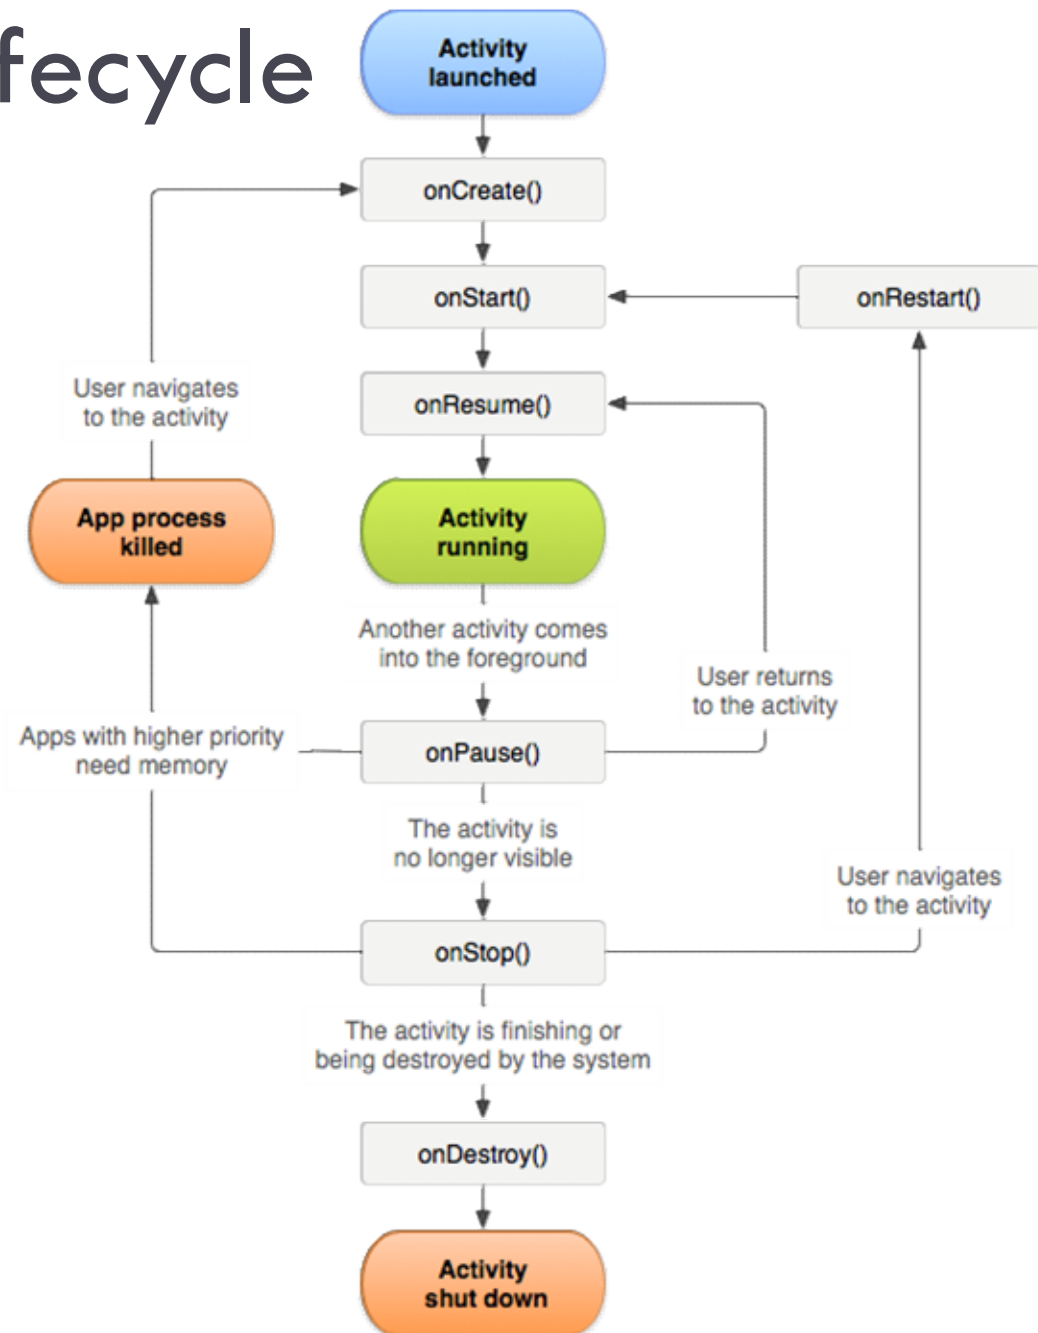 fecycle
Activity
launched
onCreate()
onStart()
onRestart()
User navigates
to the activity
onResume()
App process
killed
Activity
running
Another activity comes
into the foreground
User returns
to the activity
Apps with higher priority
need memory
onPause()
The activity is
no longer visible
User navigates
to the activity
onStop()
The activity is finishing or
being destroyed by the system
onDestroy()
Activity
shut down